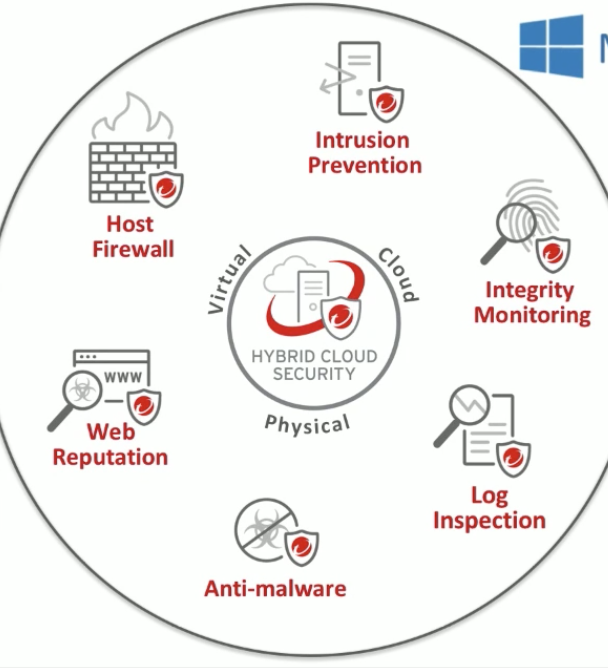 Intrusion
Prevention
Host
Firewall
Integrity
Monitoring
Virtual
Cloud
HYBRID CLOUD
SECURITY
Physical
WWW
Web
Reputation
Log
Inspection
Anti-malware